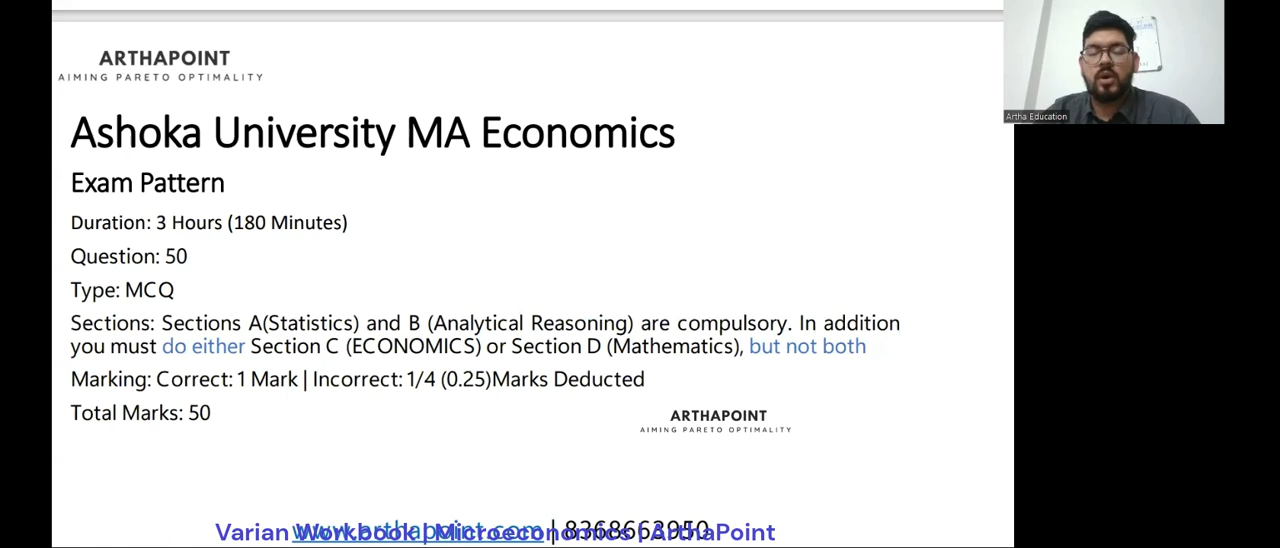 ARTHAPOINT
AIMING PARETO OPTIMALITY
Artha Education
Ashoka University MA Economics
Exam Pattern
Duration: 3 Hours (180 Minutes)
Question: 50
Type: MCQ
Sections: Sections A(Statistics) and B (Analytical Reasoning) are compulsory. In addition
you must do either Section C (ECONOMICS) or Section D (Mathematics), but not both
Marking: Correct: 1 Mark | Incorrect: 1/4 (0.25)Marks Deducted
Total Marks: 50
ARTHAPOINT
AIMING PARETO OPTIMALITY
www.arthapoint.com |
Varian Workbook | Microeconomics | ArthaPoint